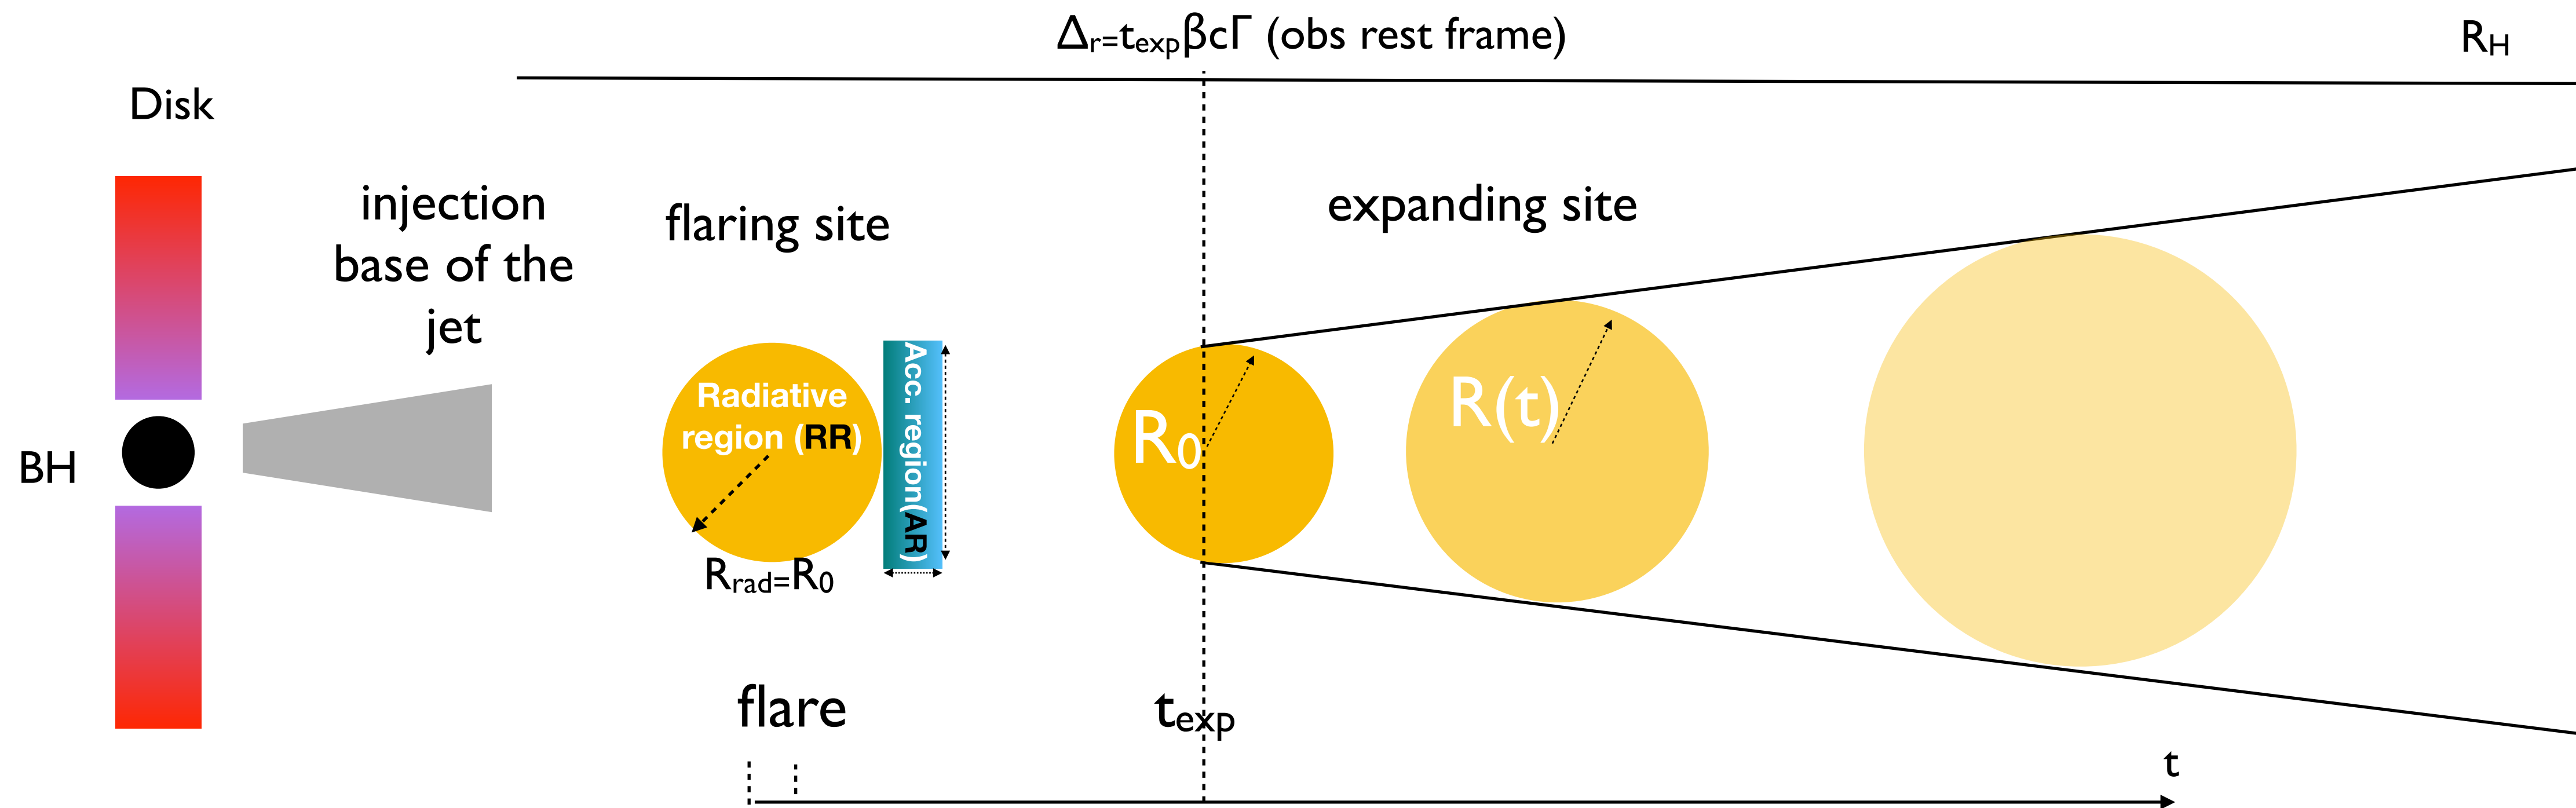 Δr=texpβcΓ (obs rest frame)
RH
Disk
injection
base of the
jet
flaring site
expanding site
BH
Radiative
region (RR)
Acc. region(AR)
Rrad=R0
R0
R(t)
flare
texp
t